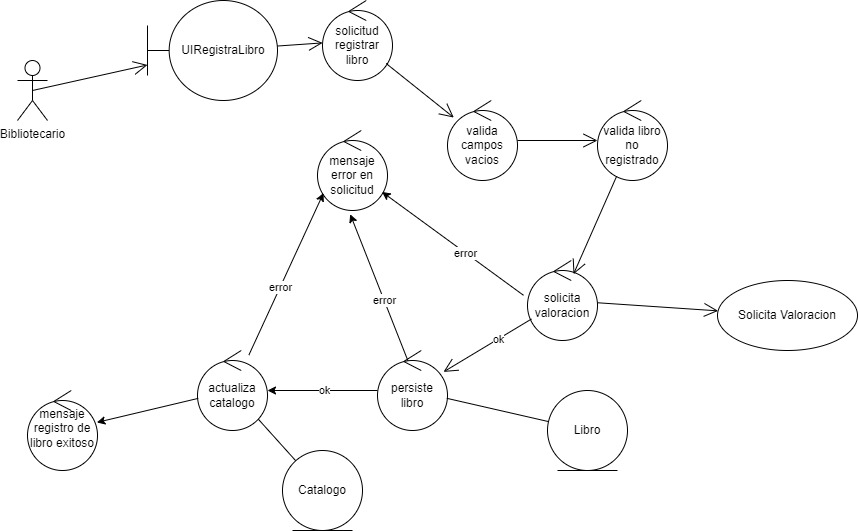 UIRegistraLibro
solicitud
registrar
libro
Bibliotecario
valida
campos
vacios
valida libro
no
registrado
mensaje
error en
solicitud
error
error
error
solicita
valoracion
Solicita Valoracion
ok
actualiza
catalogo
ok
persiste
libro
mensaje
registro de
libro exitoso
Libro
Catalogo